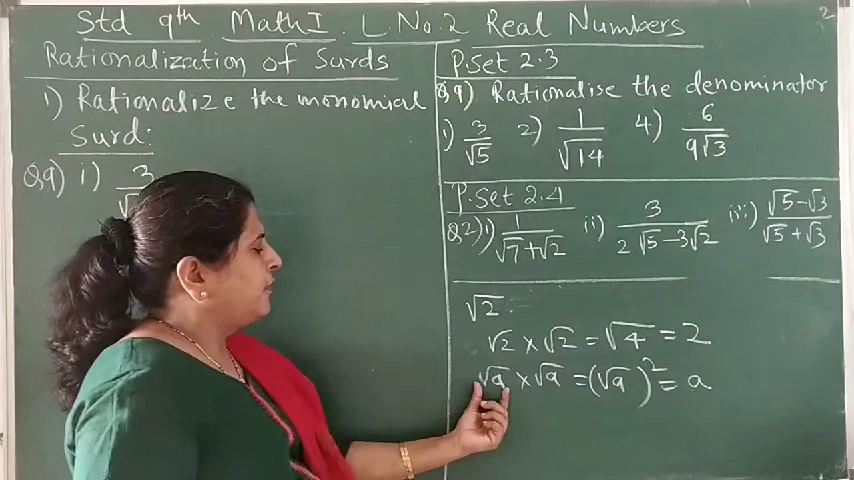 Std 9th Math I L.No.2 Real Numbers
2
Rationalization of Surds
1) Rationalize the monomial
Surd:
Q9) i) 3/√
P.Set 2.3
Q9) Rationalise the denominator
1) 3/√5 2) 1/√14 4) 6/9√3
P.Set 2.4
Q2) i) 1/√7+√2 ii) 3/2√5-3√2 iii) √5-√3/√5+√3
√2
√2 × √2 = √4 = 2
√a × √a = (√a)² = a